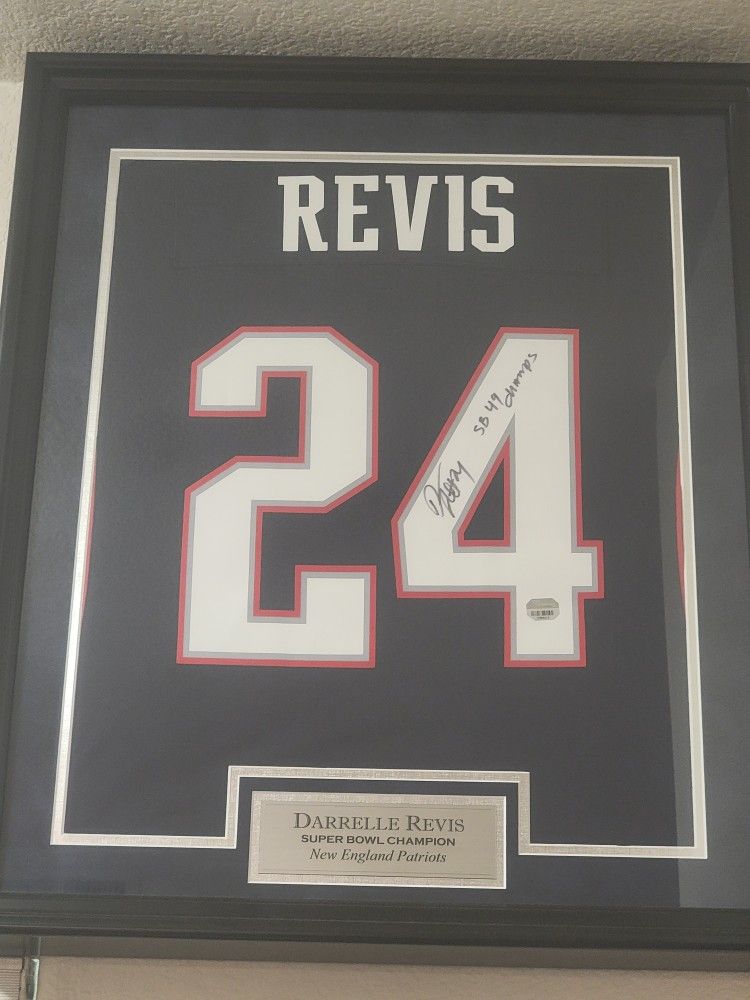 REVIS
24
SB 49 CHAMPS
DARRELLE REVIS
SUPER BOWL CHAMPION
New England Patriots